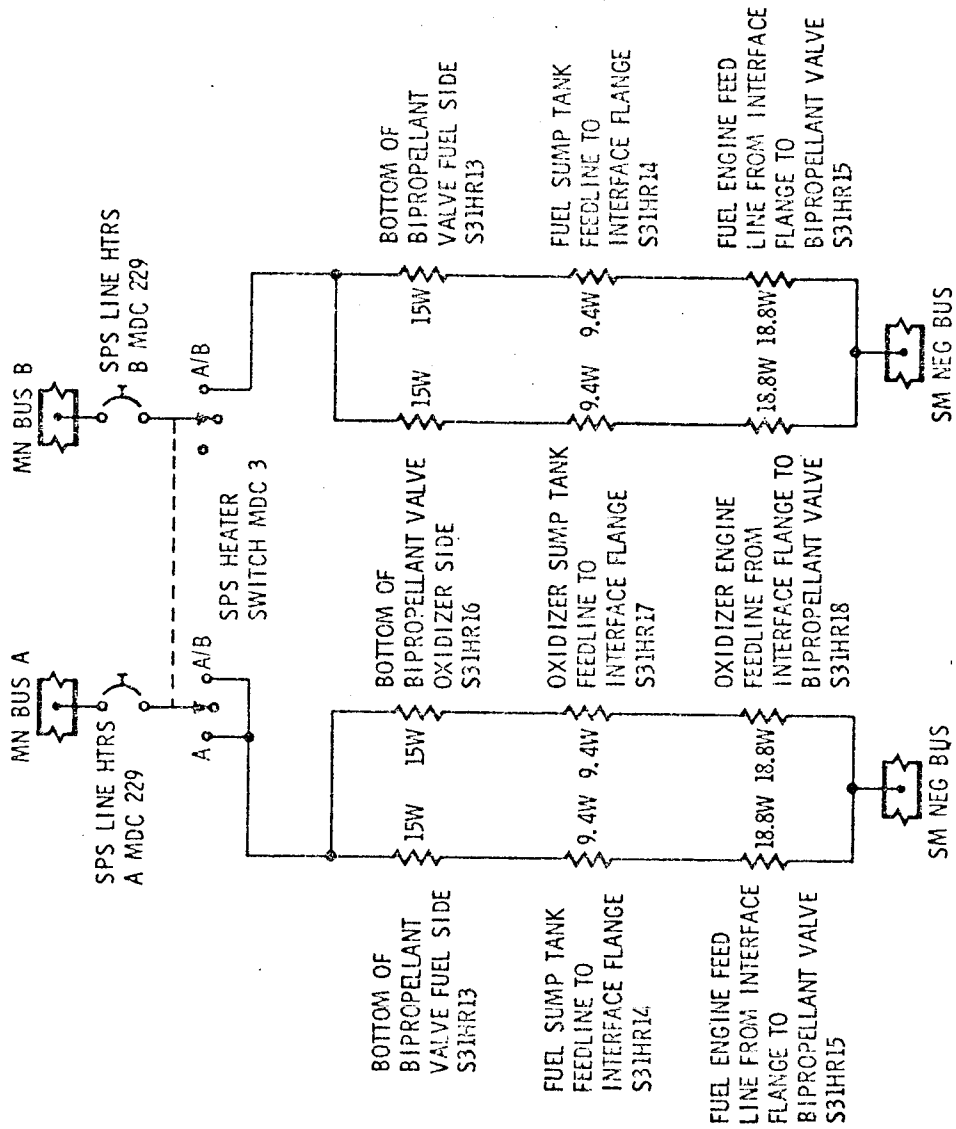 MN BUS A
MN BUS B
SPS LINE HTRS
A MDC 229
SPS LINE HTRS
B MDC 229
A
A/B
A/B
SPS HEATER
SWITCH MDC 3
BOTTOM OF
BIPROPELLANT
VALVE FUEL SIDE
S31HR13
15W
15W
BOTTOM OF
BIPROPELLANT VALVE
OXIDIZER SIDE
S31HR16
15W
15W
BOTTOM OF
BIPROPELLANT
VALVE FUEL SIDE
S31HR13
FUEL SUMP TANK
FEEDLINE TO
INTERFACE FLANGE
S31HR14
9.4W
9.4W
OXIDIZER SUMP TANK
FEEDLINE TO
INTERFACE FLANGE
S31HR17
9.4W
9.4W
FUEL SUMP TANK
FEEDLINE TO
INTERFACE FLANGE
S31HR14
FUEL ENGINE FEED
LINE FROM INTERFACE
FLANGE TO
BIPROPELLANT VALVE
S31HR15
18.8W
18.8W
OXIDIZER ENGINE
FEEDLINE FROM
INTERFACE FLANGE TO
BIPROPELLANT VALVE
S31HR18
18.8W
18.8W
FUEL ENGINE FEED
LINE FROM INTERFACE
FLANGE TO
BIPROPELLANT VALVE
S31HR15
SM NEG BUS
SM NEG BUS